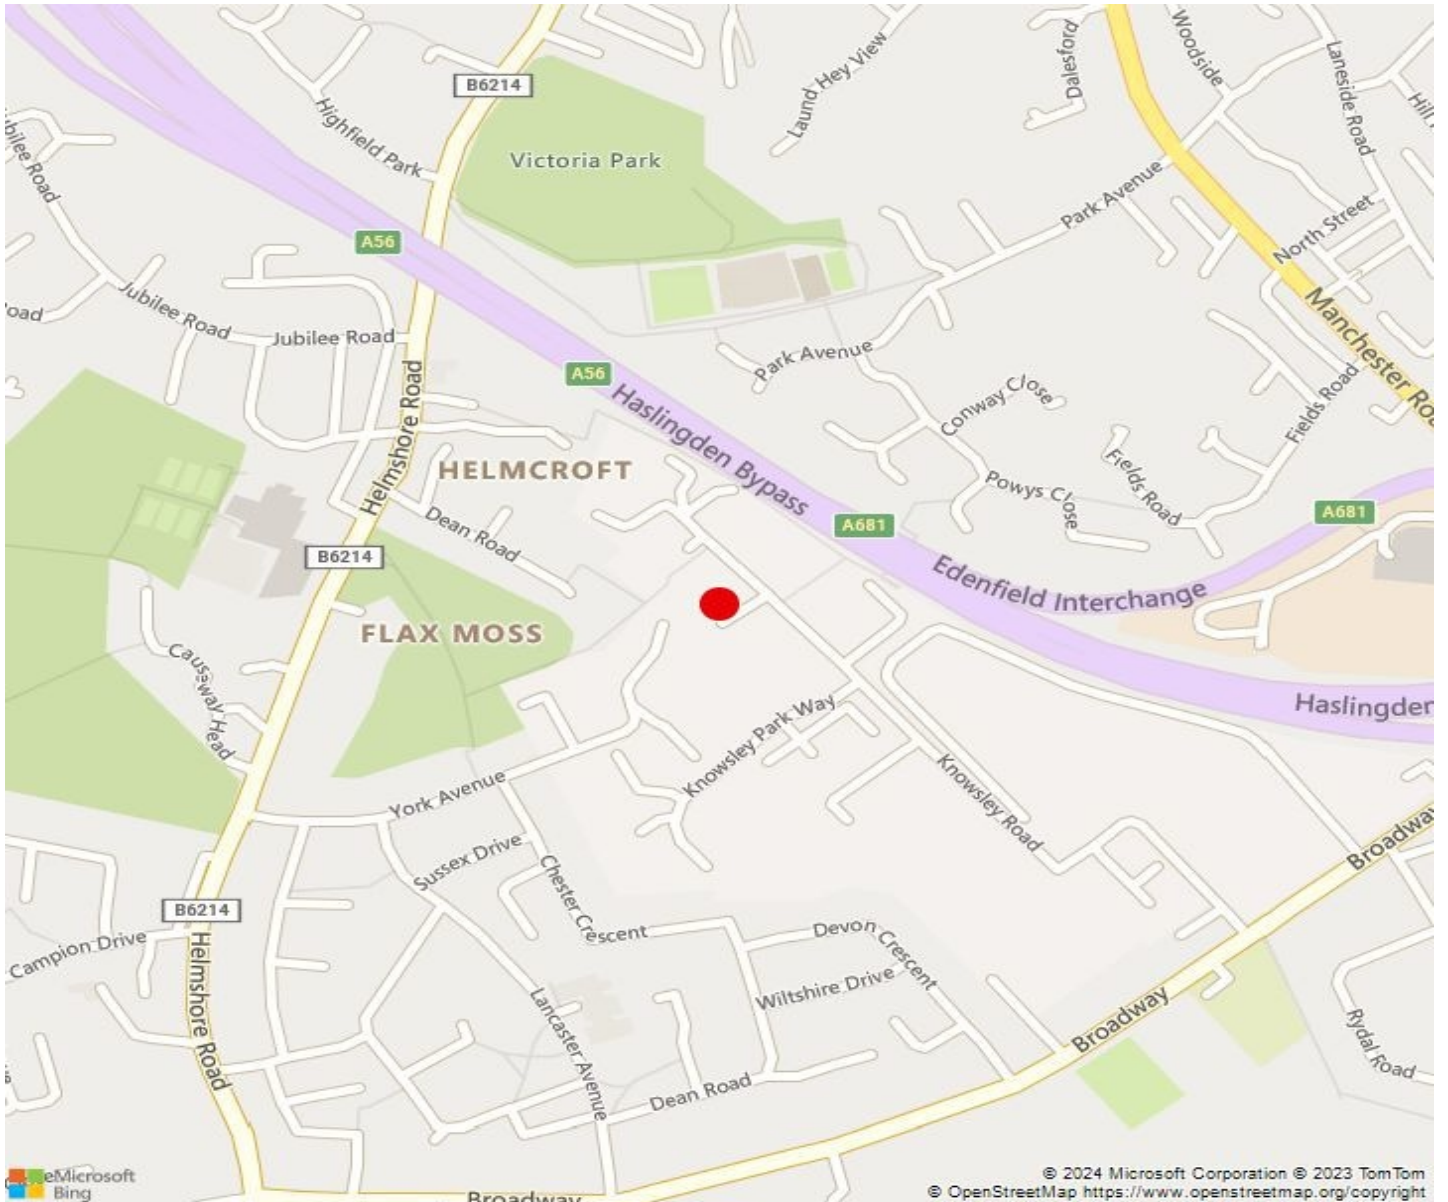 Woodside
Dalesford
Laneside Road
Laund Hey View
B6214
Highfield Park
Victoria Park
Park Avenue
North Street
A56
Jubilee Road
Jubilee Road
Manchester
Park Avenue
A56
Haslingden Bypass
Helmshore Road
Conway Close
Fields Road
HELMCROFT
Fields Road
Powys Close
A681
A681
Dean Road
B6214
Edenfield Interchange
FLAX MOSS
Causeway Head
Knowsley Park Way
Haslingden
York Avenue
Knowsley Road
Broadway
Sussex Drive
Chester Crescent
B6214
Campion Drive
Helmshore Road
Devon Crescent
Wiltshire Drive
Lancaster Avenue
Broadway
Rydal Road
Dean Road
Microsoft
Bing
Broadway
© 2024 Microsoft Corporation © 2023 TomTom
© OpenStreetMap https://www.openstreetmap.org/copyright